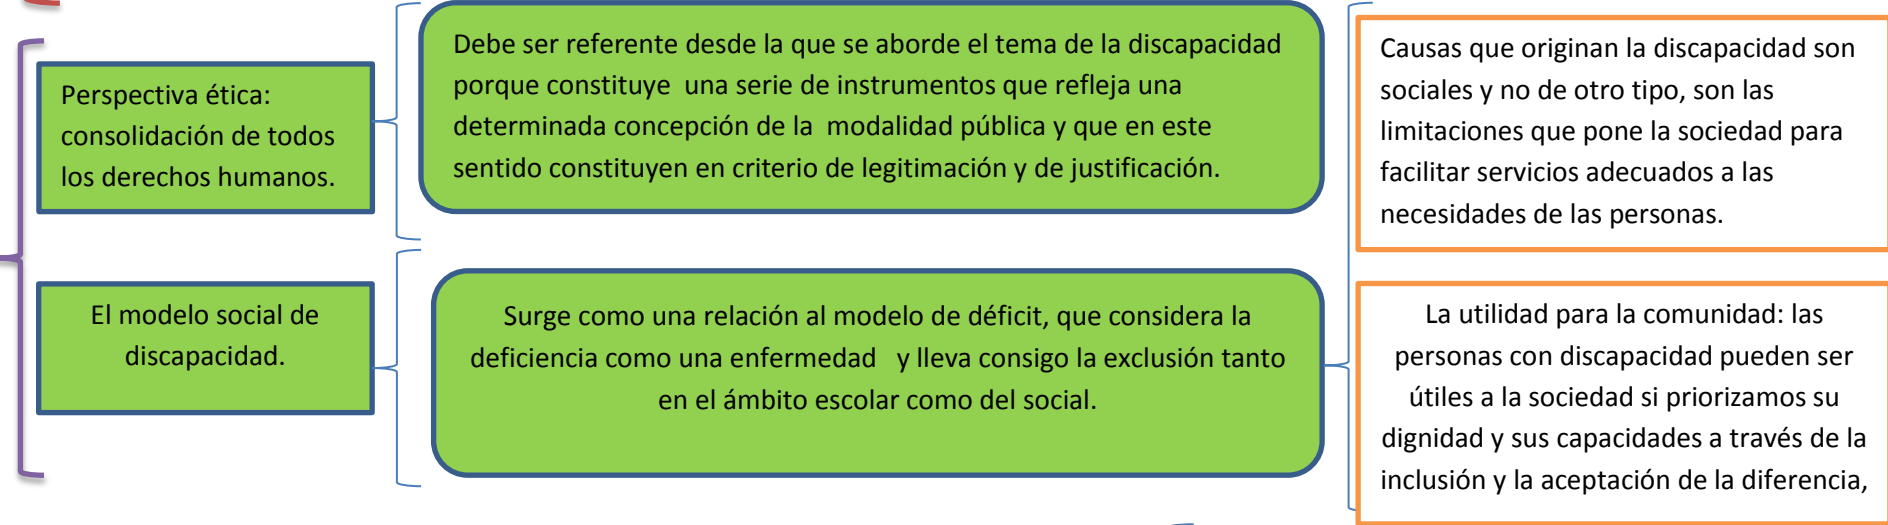 Perspectiva ética:
consolidación de todos
los derechos humanos.
Debe ser referente desde la que se aborde el tema de la discapacidad
porque constituye  una serie de instrumentos que refleja una
determinada concepción de la  modalidad pública y que en este
sentido constituyen en criterio de legitimación y de justificación.
El modelo social de
discapacidad.
Surge como una relación al modelo de déficit, que considera la
deficiencia como una enfermedad   y lleva consigo la exclusión tanto
en el ámbito escolar como del social.
Causas que originan la discapacidad son
sociales y no de otro tipo, son las
limitaciones que pone la sociedad para
facilitar servicios adecuados a las
necesidades de las personas.
La utilidad para la comunidad: las
personas con discapacidad pueden ser
útiles a la sociedad si priorizamos su
dignidad y sus capacidades a través de la
inclusión y la aceptación de la diferencia,